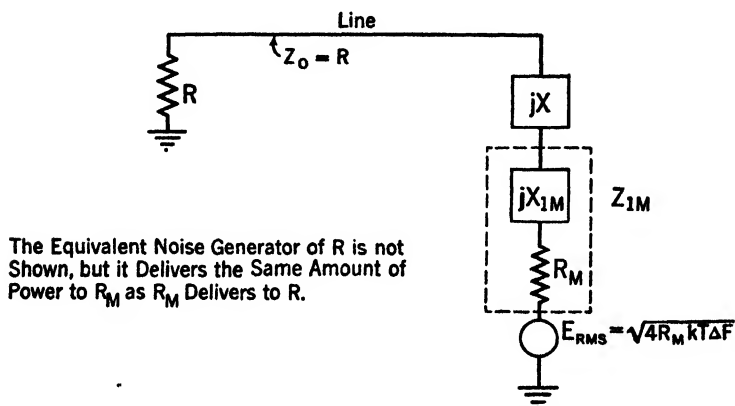 Line
Z₀ = R
R
jX
jX₁M
Z₁M
The Equivalent Noise Generator of R is not
Shown, but it Delivers the Same Amount of
Power to R_M as R_M Delivers to R.
R_M
E_RMS = √4R_M kTΔF